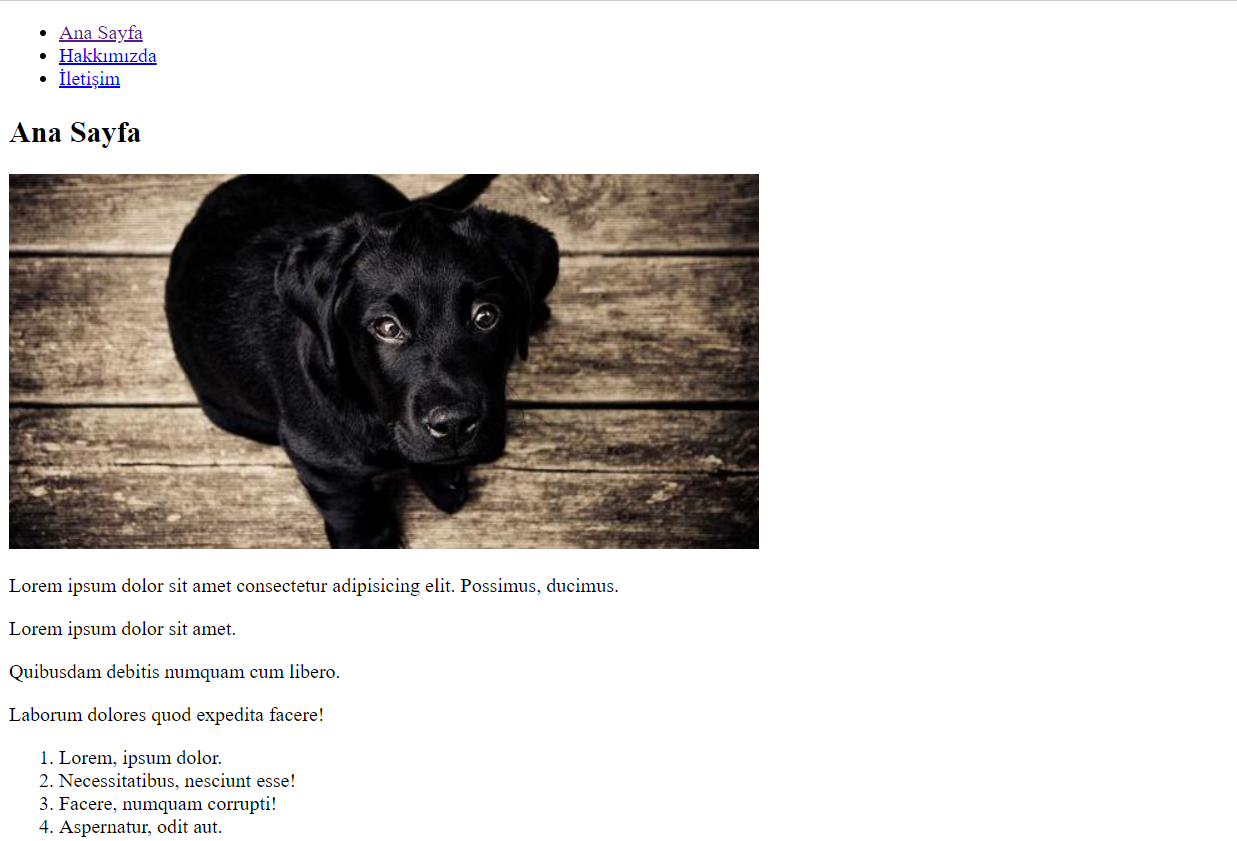 Ana Sayfa
Hakkımızda
İletişim
Ana Sayfa
Lorem ipsum dolor sit amet consectetur adipisicing elit. Possimus, ducimus.
Lorem ipsum dolor sit amet.
Quibusdam debitis numquam cum libero.
Laborum dolores quod expedita facere!
1. Lorem, ipsum dolor.
2. Necessitatibus, nesciunt esse!
3. Facere, numquam corrupti!
4. Aspernatur, odit aut.